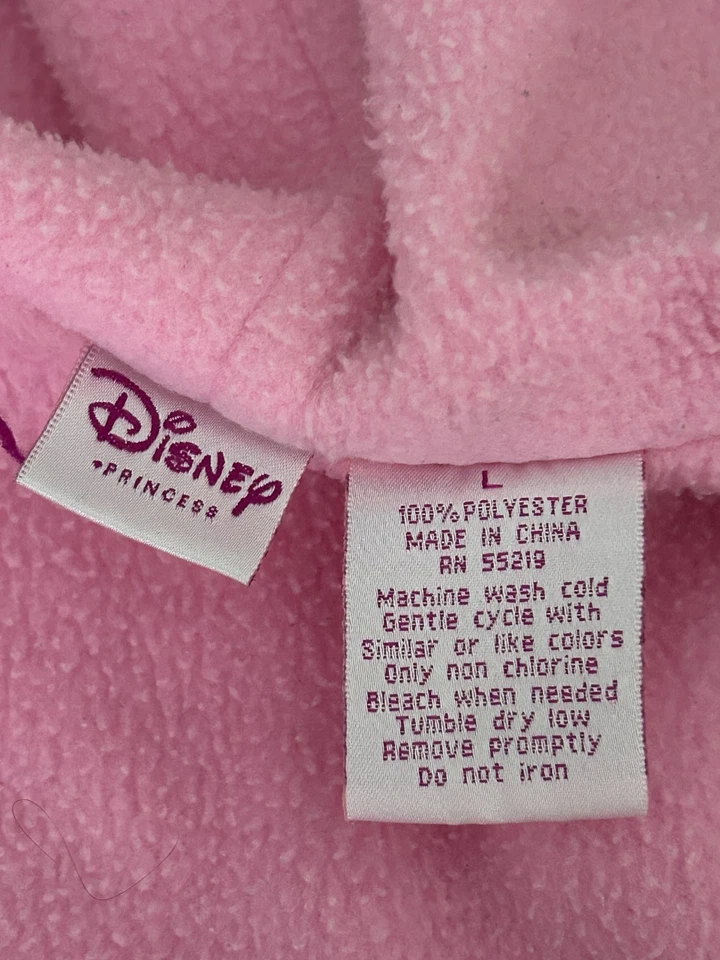 Disney
PRINCESS
L
100% POLYESTER
MADE IN CHINA
RN 55219
Machine wash cold
Gentle cycle with
Similar or like colors
Only non chlorine
Bleach when needed
Tumble dry low
Remove promptly
Do not iron